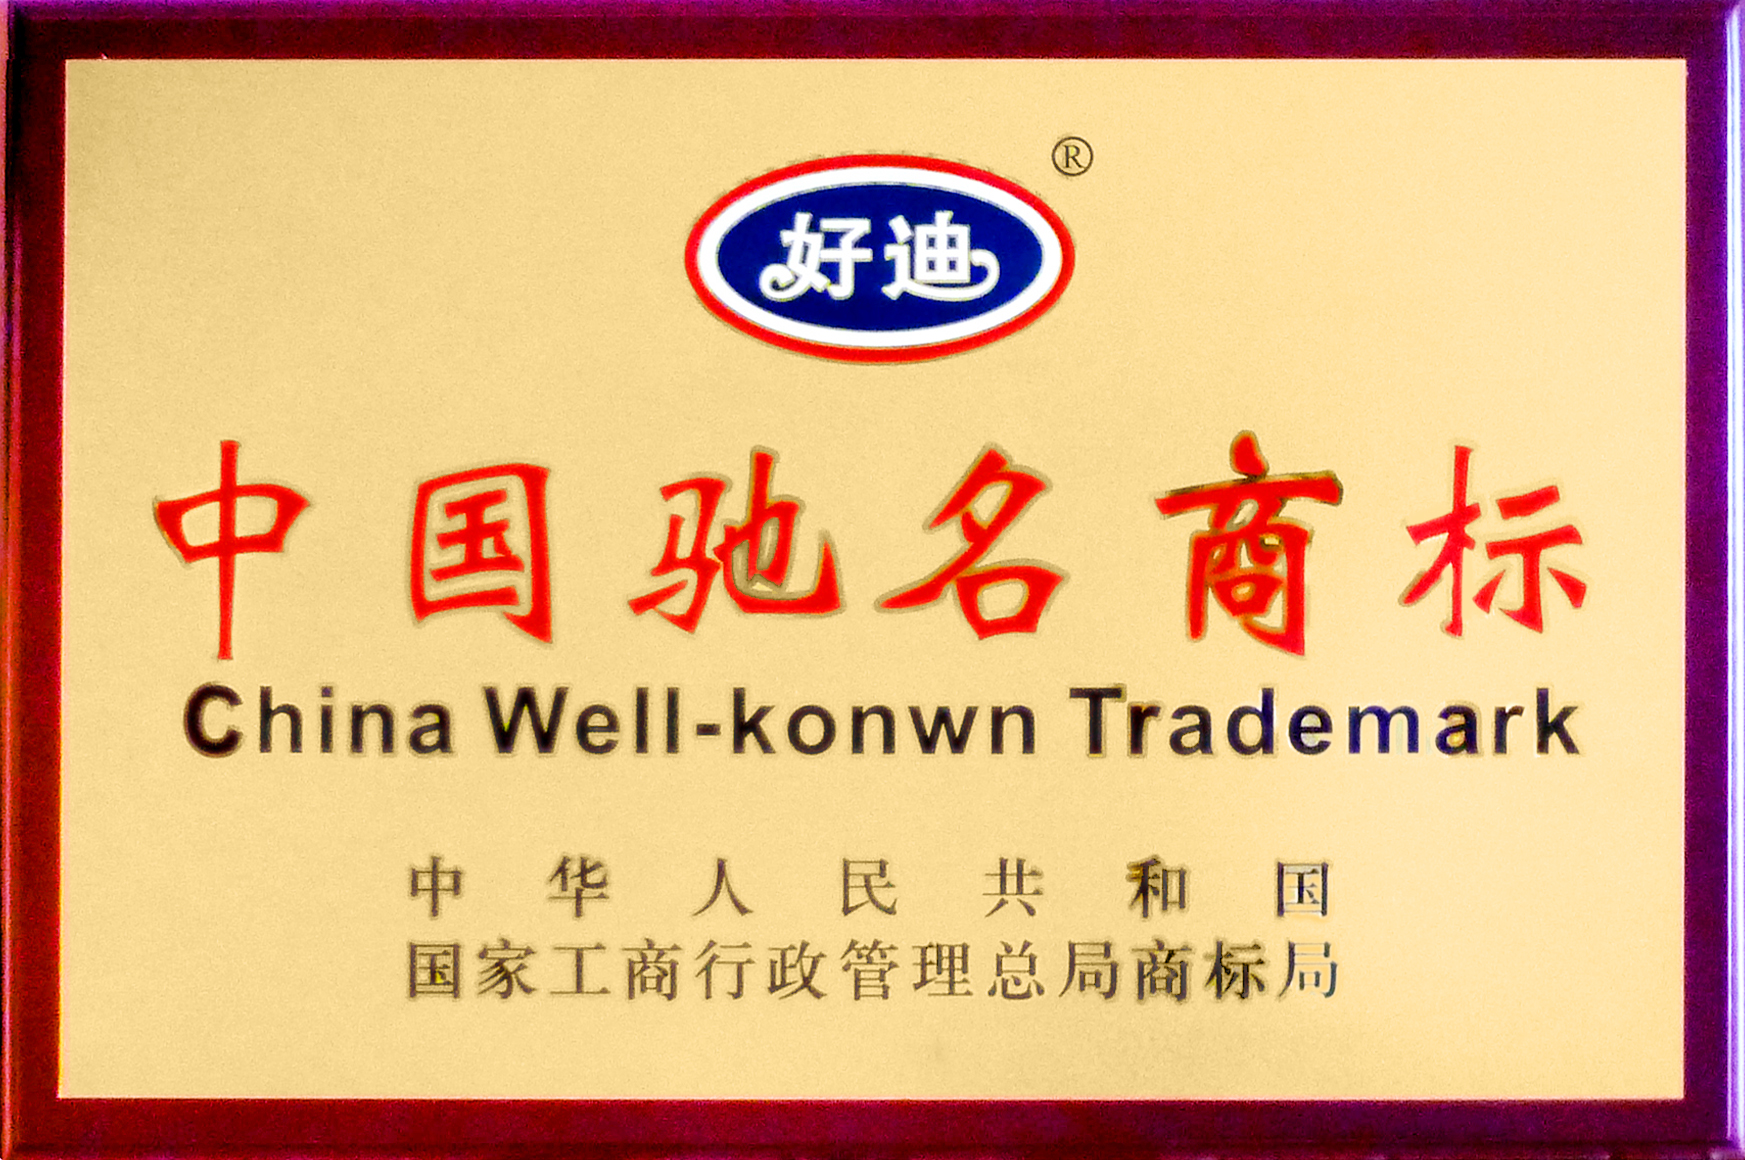 好迪®
中国驰名商标
China Well-konwn Trademark
中华人民共和国
国家工商行政管理总局商标局